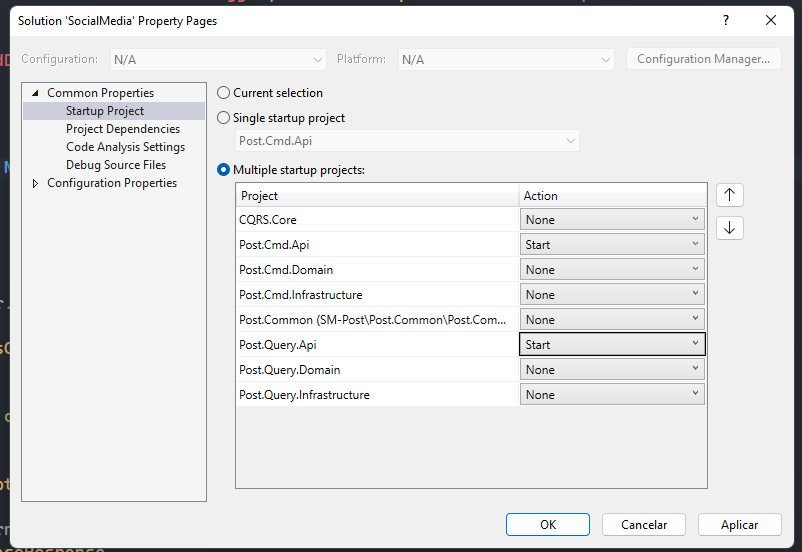 Solution 'SocialMedia' Property Pages
?
Configuration: N/A Platform: N/A Configuration Manager...
Common Properties
Startup Project
Project Dependencies
Code Analysis Settings
Debug Source Files
Configuration Properties
Current selection
Single startup project
Post.Cmd.Api
Multiple startup projects:
Project Action
CQRS.Core None
Post.Cmd.Api Start
Post.Cmd.Domain None
Post.Cmd.Infrastructure None
Post.Common (SM-Post\Post.Common\Post.Com... None
Post.Query.Api Start
Post.Query.Domain None
Post.Query.Infrastructure None
OK Cancelar Aplicar